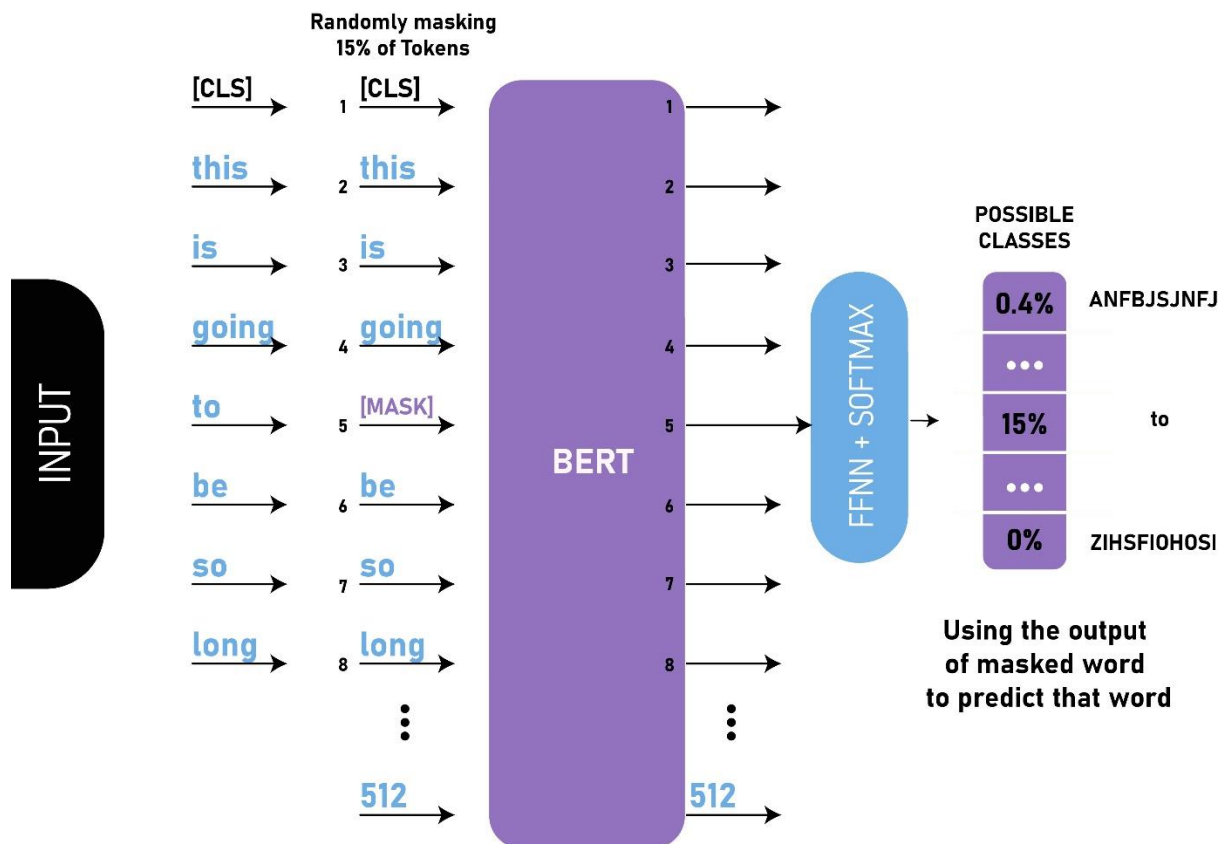 Randomly masking
15% of Tokens
[CLS] 1 [CLS] 1
this 2 this 2
is 3 is 3
going 4 going 4
to 5 [MASK] 5
be 6 be 6
so 7 so 7
long 8 long 8
512 512
INPUT
BERT
FFNN + SOFTMAX
POSSIBLE
CLASSES
0.4% ANFBJSJNFJ
...
15% to
...
0% ZIHSFIOHOSI
Using the output
of masked word
to predict that word